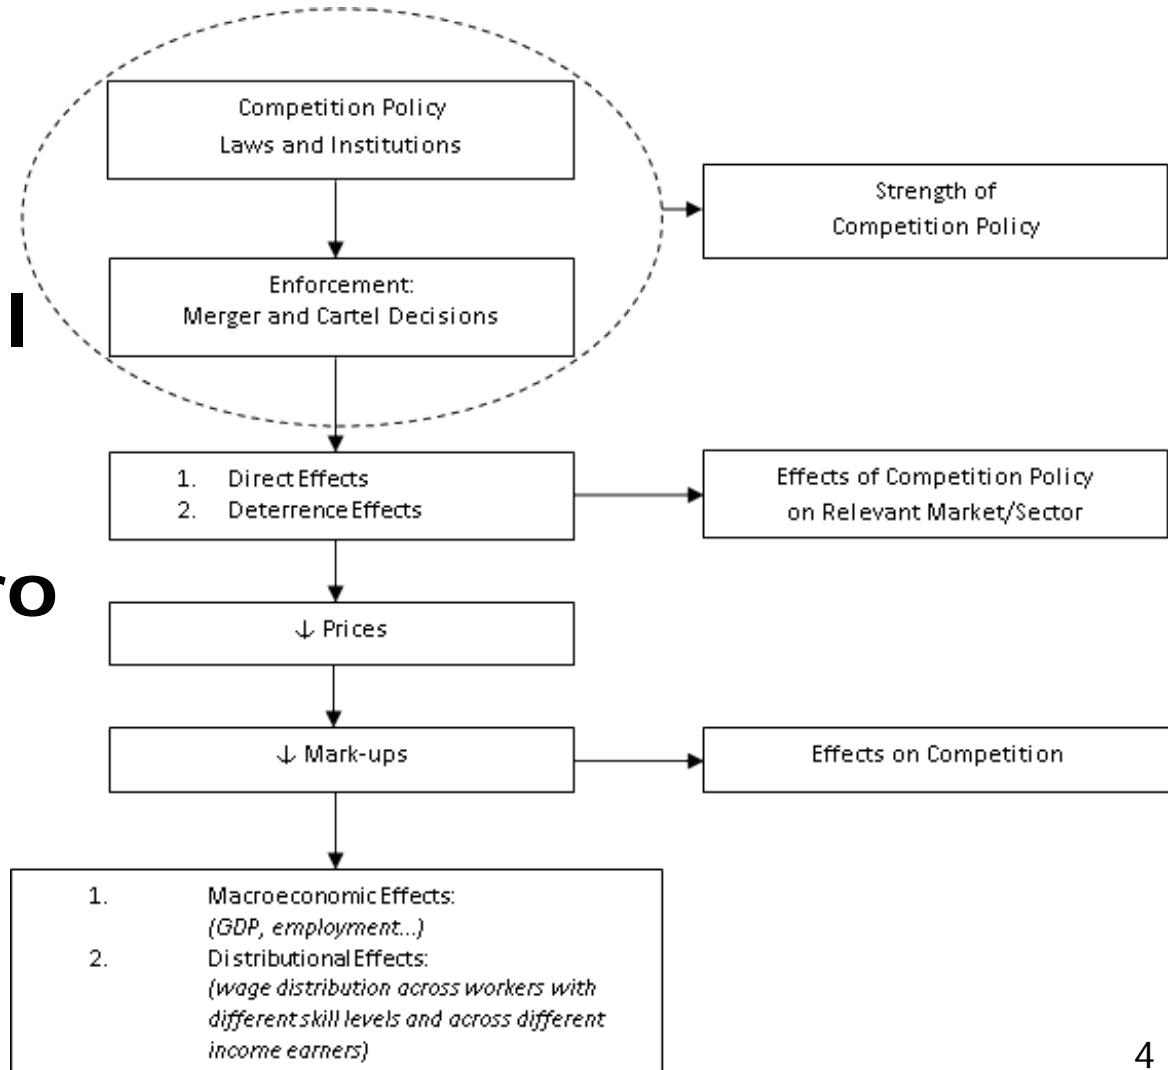 Competition Policy
Laws and Institutions
Strength of
Competition Policy
Enforcement:
Merger and Cartel Decisions
l
1. Direct Effects
2. Deterrence Effects
Effects of Competition Policy
on Relevant Market/Sector
ro
↓ Prices
↓ Mark-ups
Effects on Competition
1. Macroeconomic Effects:
(GDP, employment...)
2. Distributional Effects:
(wage distribution across workers with
different skill levels and across different
income earners)
4